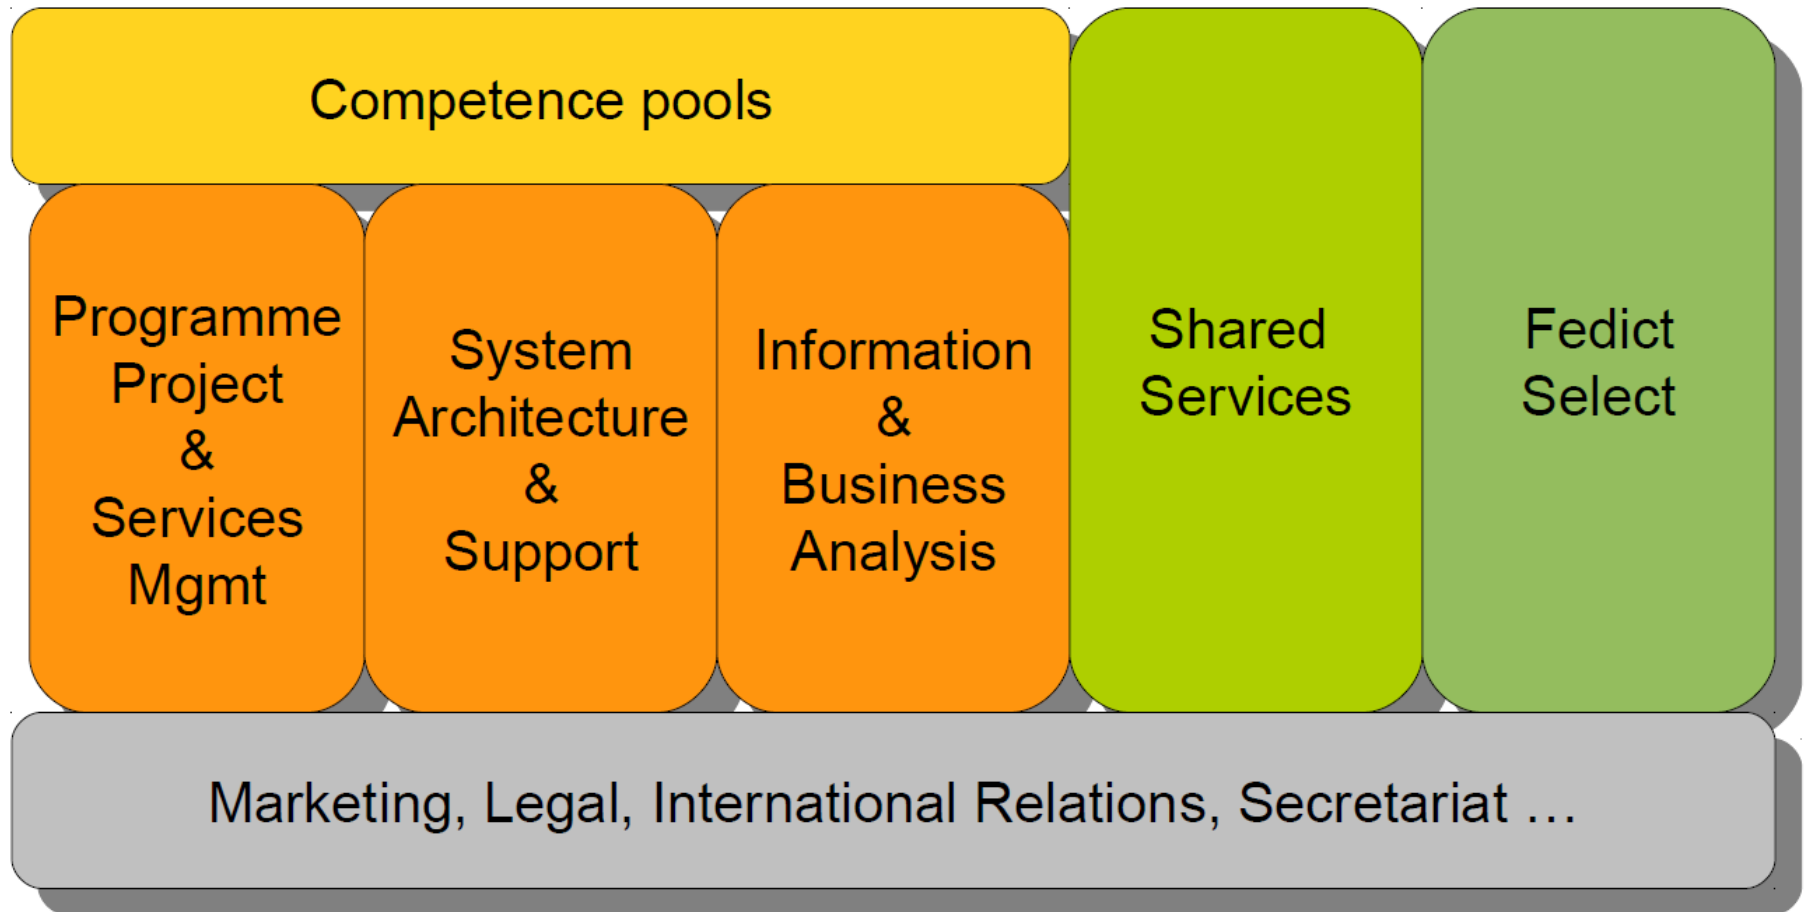 Competence pools
Programme
Project
&
Services
Mgmt
System
Architecture
&
Support
Information
&
Business
Analysis
Shared
Services
Fedict
Select
Marketing, Legal, International Relations, Secretariat …